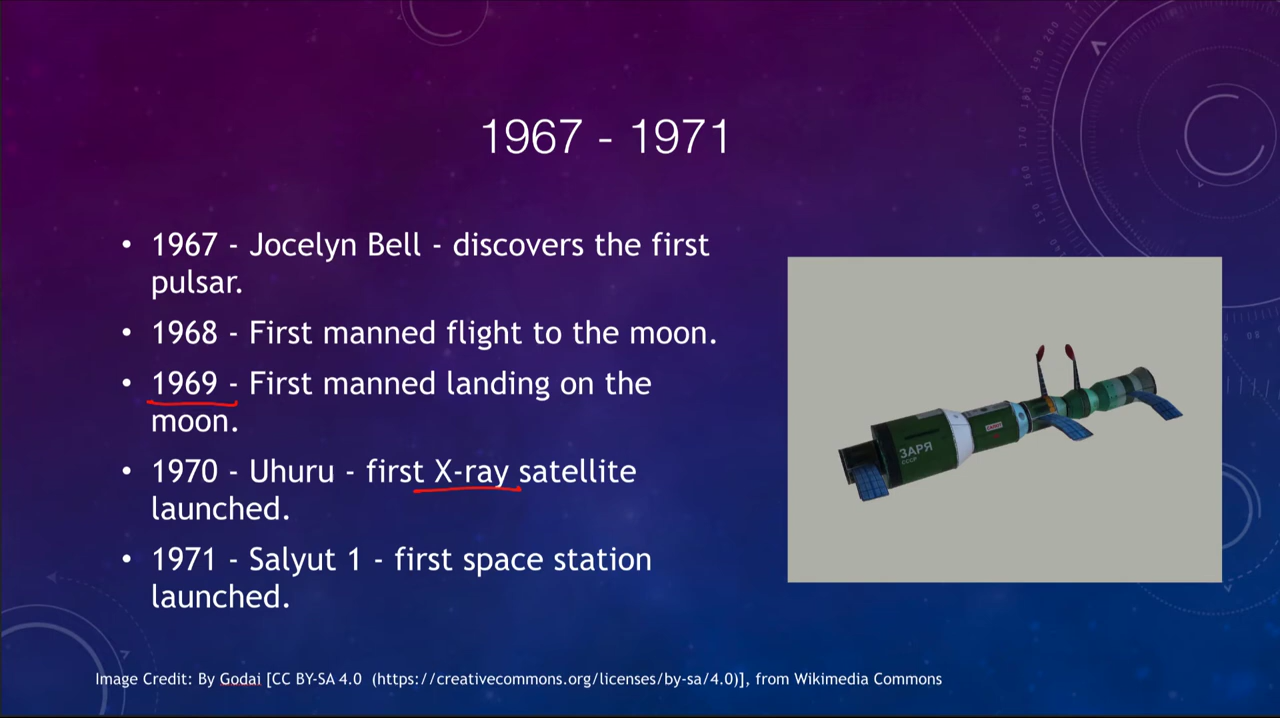 1967 - 1971
• 1967 - Jocelyn Bell - discovers the first
pulsar.
• 1968 - First manned flight to the moon.
• 1969 - First manned landing on the
moon.
• 1970 - Uhuru - first X-ray satellite
launched.
• 1971 - Salyut 1 - first space station
launched.
ЗАРЯ
СССР
Image Credit: By Godai [CC BY-SA 4.0 (https://creativecommons.org/licenses/by-sa/4.0)], from Wikimedia Commons